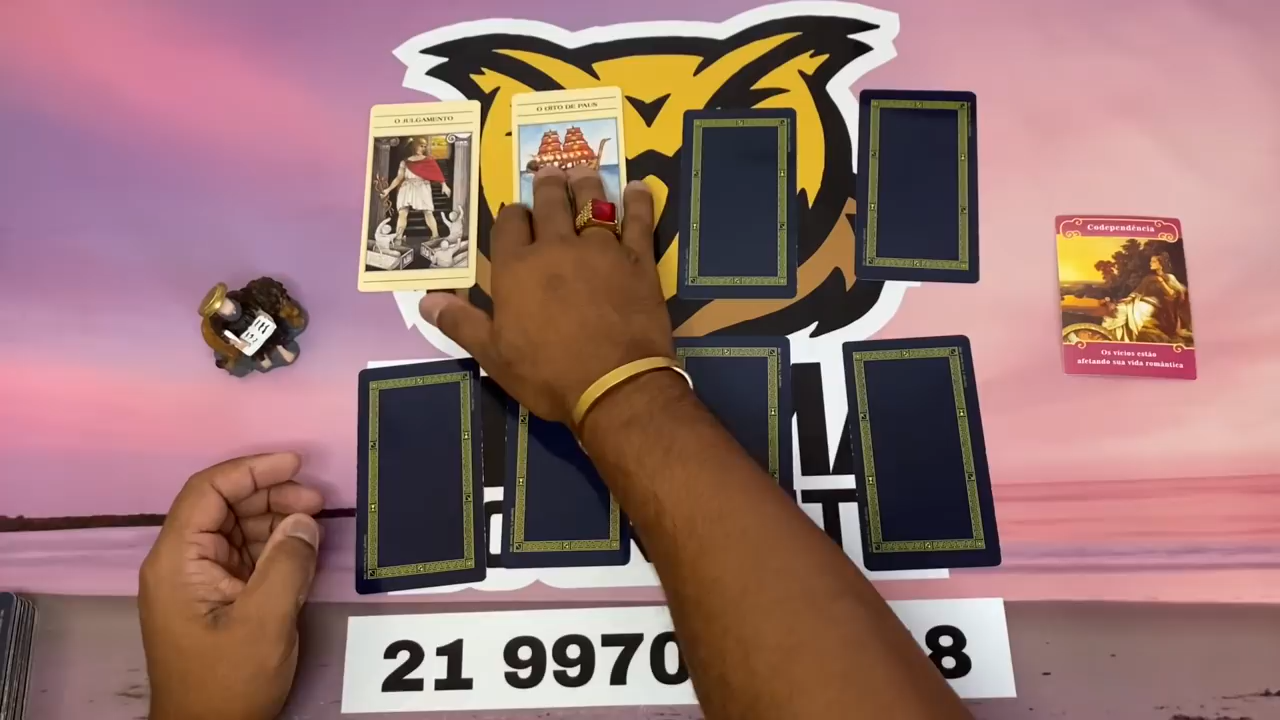 O JULGAMENTO
O OITO DE PAUS
Codependência
Os vícios estão
afetando sua vida romântica
21 9970 8